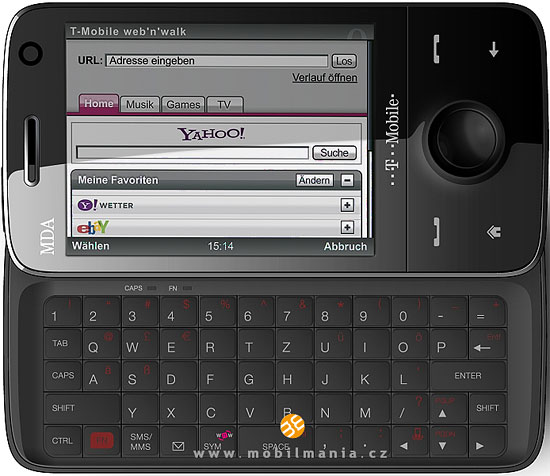 T-Mobile web'n'walk
URL: Adresse eingeben Los
Verlauf öffnen
Home Musik Games TV
YAHOO!
Suche
Meine Favoriten Ändern
Y! WETTER
ebY
Wählen 15:14 Abbruch
MDA
T · · Mobile ·
CAPS FN
1 2 3 4 5 6 7 8 9 0 - =
TAB Q W E R T Z U I O P
CAPS A S D F G H J K L ENTER
SHIFT Y X C V B N M , . / SHIFT
CTRL FN SMS/
MMS SYM SPACE
www.mobilmania.cz